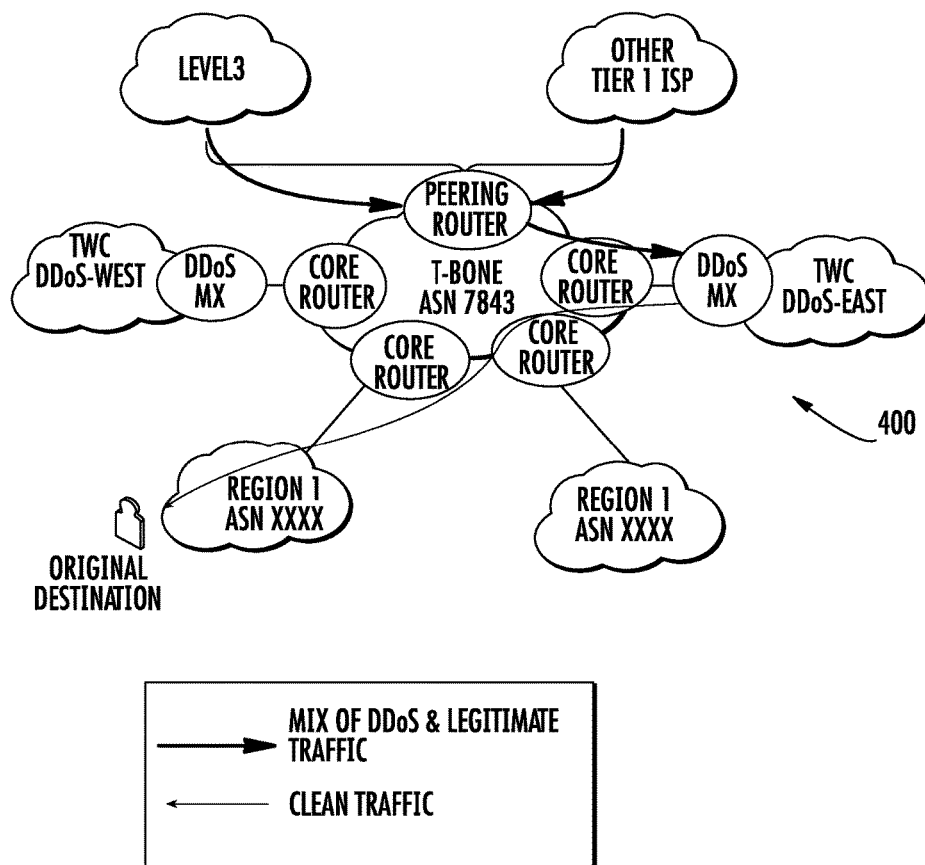 LEVEL3
OTHER
TIER 1 ISP
PEERING
ROUTER
TWC
DDoS-WEST
DDoS
MX
CORE
ROUTER
T-BONE
ASN 7843
CORE
ROUTER
DDoS
MX
TWC
DDoS-EAST
CORE
ROUTER
CORE
ROUTER
400
REGION 1
ASN XXXX
REGION 1
ASN XXXX
ORIGINAL
DESTINATION
MIX OF DDoS & LEGITIMATE
TRAFFIC
CLEAN TRAFFIC